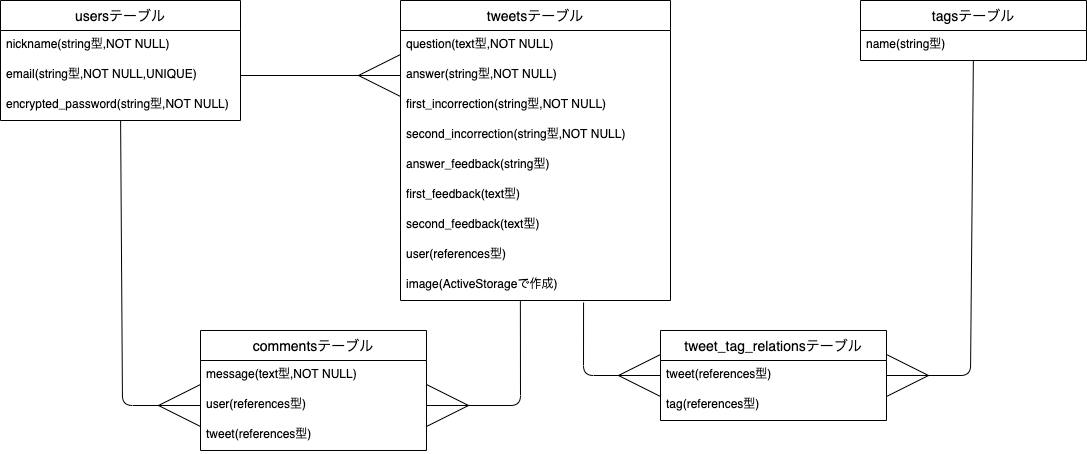 usersテーブル
nickname(string型,NOT NULL)
email(string型,NOT NULL,UNIQUE)
encrypted_password(string型,NOT NULL)
tweetsテーブル
question(text型,NOT NULL)
answer(string型,NOT NULL)
first_incorrection(string型,NOT NULL)
second_incorrection(string型,NOT NULL)
answer_feedback(string型)
first_feedback(text型)
second_feedback(text型)
user(references型)
image(ActiveStorageで作成)
tagsテーブル
name(string型)
commentsテーブル
message(text型,NOT NULL)
user(references型)
tweet(references型)
tweet_tag_relationsテーブル
tweet(references型)
tag(references型)